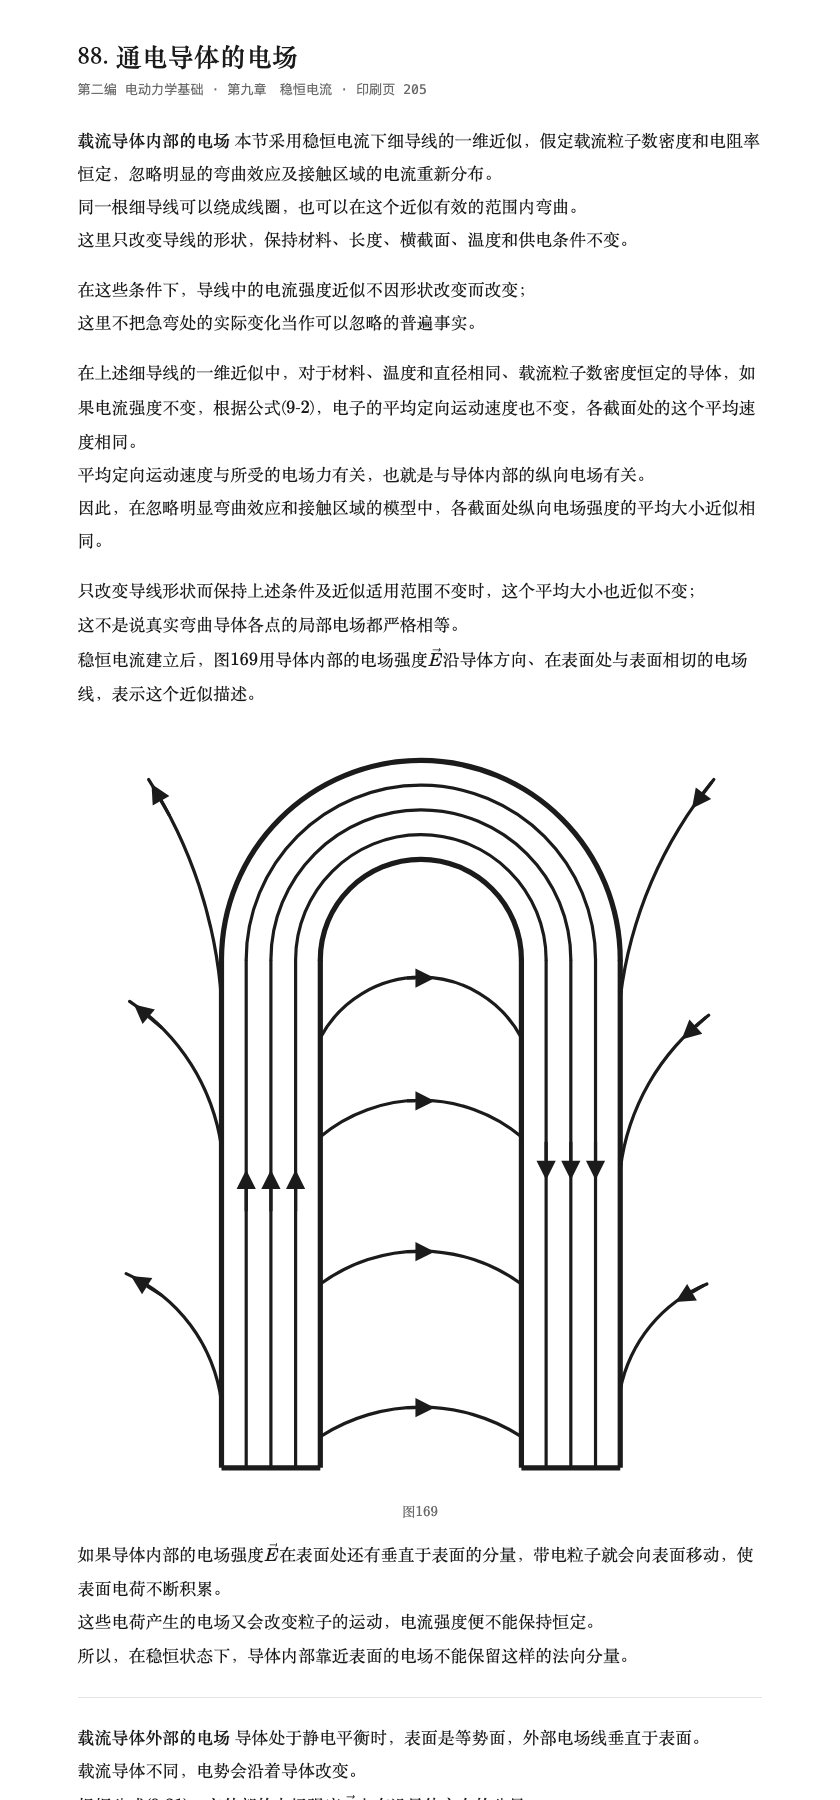 88. 通电导体的电场
第二编 电动力学基础 · 第九章 稳恒电流 · 印刷页 205
载流导体内部的电场 本节采用稳恒电流下细导线的一维近似，假定载流粒子数密度和电阻率
恒定，忽略明显的弯曲效应及接触区域的电流重新分布。
同一根细导线可以绕成线圈，也可以在这个近似有效的范围内弯曲。
这里只改变导线的形状，保持材料、长度、横截面、温度和供电条件不变。
在这些条件下，导线中的电流强度近似不因形状改变而改变；
这里不把急弯处的实际变化当作可以忽略的普遍事实。
在上述细导线的一维近似中，对于材料、温度和直径相同、载流粒子数密度恒定的导体，如
果电流强度不变，根据公式(9-2)，电子的平均定向运动速度也不变，各截面处的这个平均速
度相同。
平均定向运动速度与所受的电场力有关，也就是与导体内部的纵向电场有关。
因此，在忽略明显弯曲效应和接触区域的模型中，各截面处纵向电场强度的平均大小近似相
同。
只改变导线形状而保持上述条件及近似适用范围不变时，这个平均大小也近似不变；
这不是说真实弯曲导体各点的局部电场都严格相等。
稳恒电流建立后，图169用导体内部的电场强度E⃗沿导体方向、在表面处与表面相切的电场
线，表示这个近似描述。
图169
如果导体内部的电场强度E⃗在表面处还有垂直于表面的分量，带电粒子就会向表面移动，使
表面电荷不断积累。
这些电荷产生的电场又会改变粒子的运动，电流强度便不能保持恒定。
所以，在稳恒状态下，导体内部靠近表面的电场不能保留这样的法向分量。
载流导体外部的电场 导体处于静电平衡时，表面是等势面，外部电场线垂直于表面。
载流导体不同，电势会沿着导体改变。